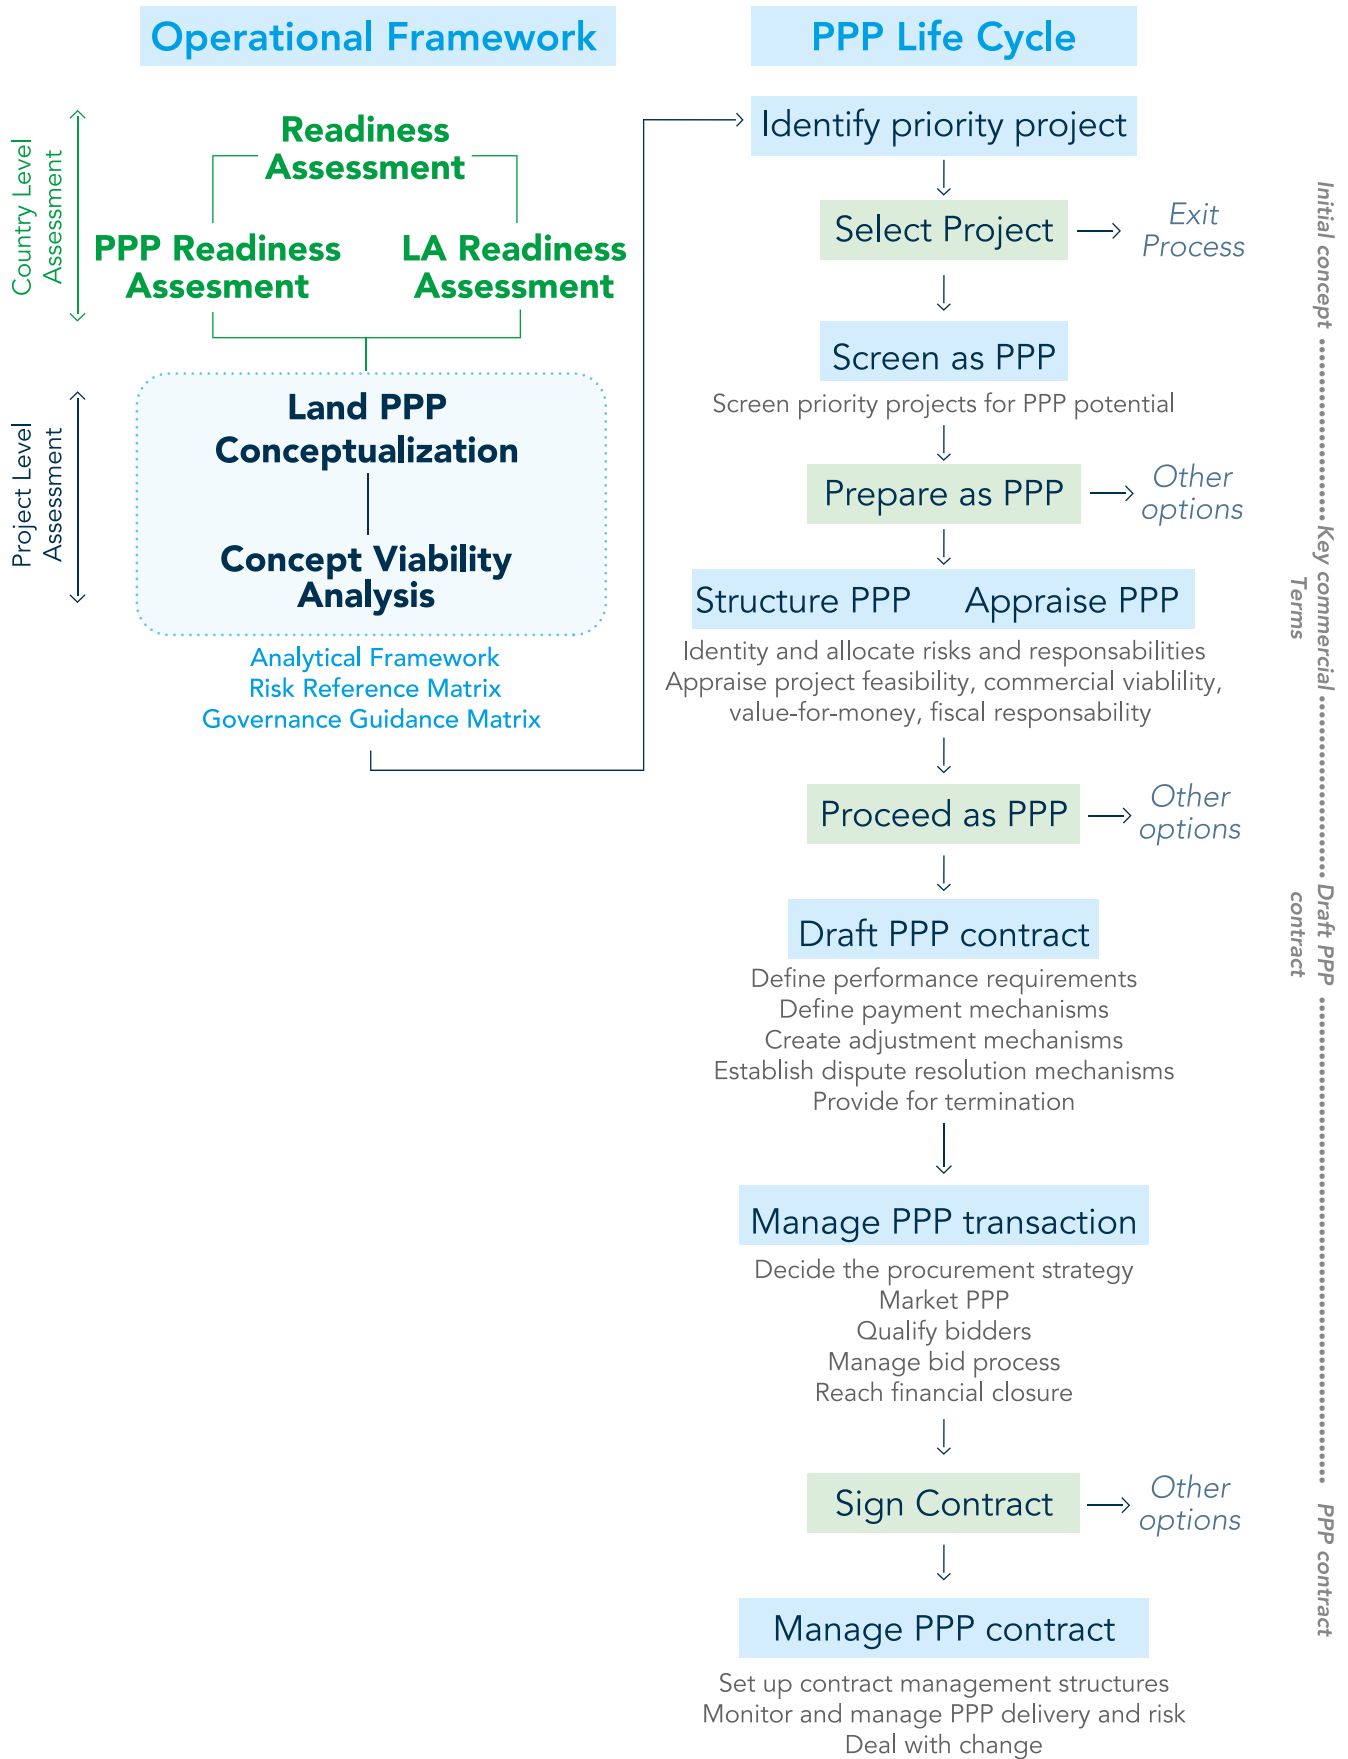 Operational Framework
Country Level
Assessment
Readiness
Assessment
PPP Readiness
Assesment
LA Readiness
Assessment
Project Level
Assessment
Land PPP
Conceptualization
Concept Viability
Analysis
Analytical Framework
Risk Reference Matrix
Governance Guidance Matrix
PPP Life Cycle
Identify priority project
Select Project
Exit
Process
Screen as PPP
Screen priority projects for PPP potential
Prepare as PPP
Other
options
Structure PPP Appraise PPP
Identity and allocate risks and responsabilities
Appraise project feasibility, commercial viablility,
value-for-money, fiscal responsability
Proceed as PPP
Other
options
Draft PPP contract
Define performance requirements
Define payment mechanisms
Create adjustment mechanisms
Establish dispute resolution mechanisms
Provide for termination
Manage PPP transaction
Decide the procurement strategy
Market PPP
Qualify bidders
Manage bid process
Reach financial closure
Sign Contract
Other
options
Manage PPP contract
Set up contract management structures
Monitor and manage PPP delivery and risk
Deal with change
Initial concept
Key commercial
Terms
Draft PPP
contract
PPP contract